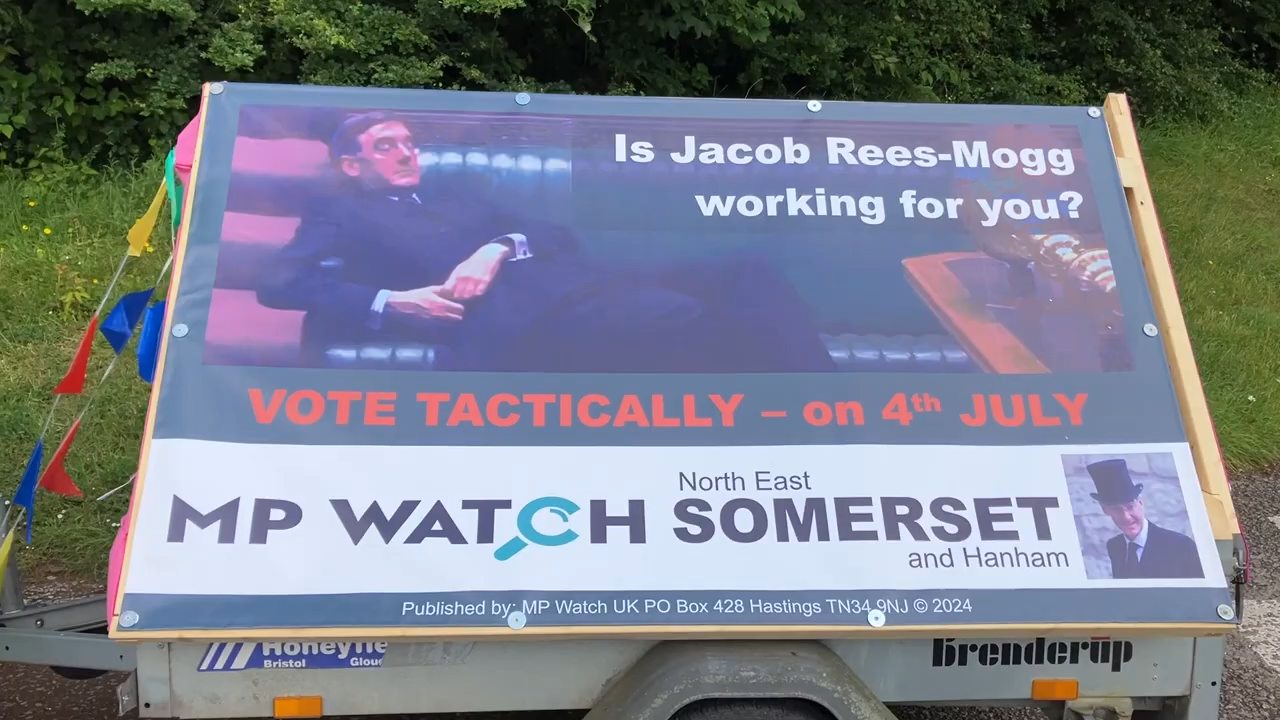 Is Jacob Rees-Mogg
working for you?
VOTE TACTICALLY – on 4th JULY
MP WATCH
North East
SOMERSET
and Hanham
Published by: MP Watch UK PO Box 428 Hastings TN34 9NJ © 2024
Bristol
Brenderup